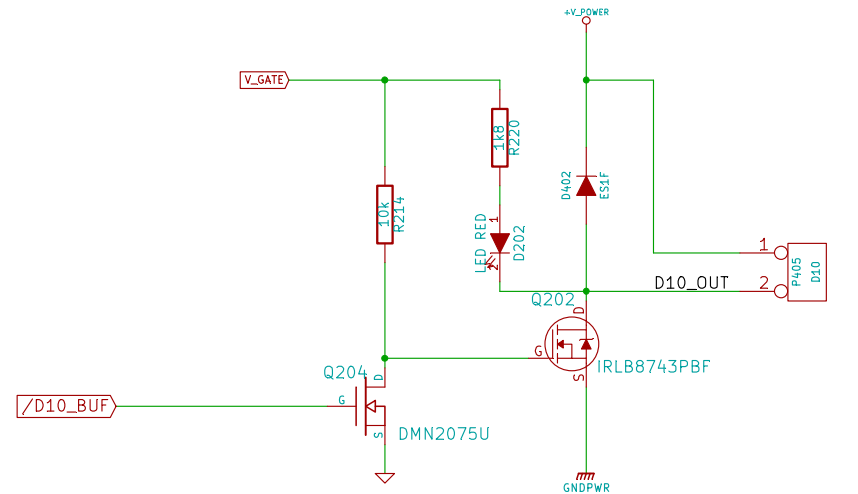 +V_POWER
V_GATE
1k8
R220
D402
ES1F
10k
R214
LED RED
1
D202
2
1
P405
D10
D10_OUT
2
Q202
D
G
S
IRLB8743PBF
Q204
D
G
S
/D10_BUF
DMN2075U
GNDPWR